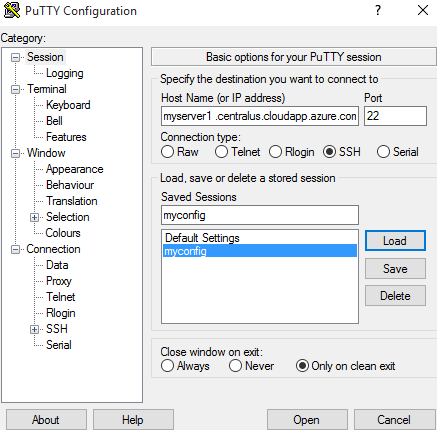 PuTTY Configuration
?
Category:
Session
Logging
Terminal
Keyboard
Bell
Features
Window
Appearance
Behaviour
Translation
Selection
Colours
Connection
Data
Proxy
Telnet
Rlogin
SSH
Serial
Basic options for your PuTTY session
Specify the destination you want to connect to
Host Name (or IP address) Port
myserver1 .centralus.cloudapp.azure.com 22
Connection type:
Raw Telnet Rlogin SSH Serial
Load, save or delete a stored session
Saved Sessions
myconfig
Default Settings
myconfig
Load
Save
Delete
Close window on exit:
Always Never Only on clean exit
About Help Open Cancel